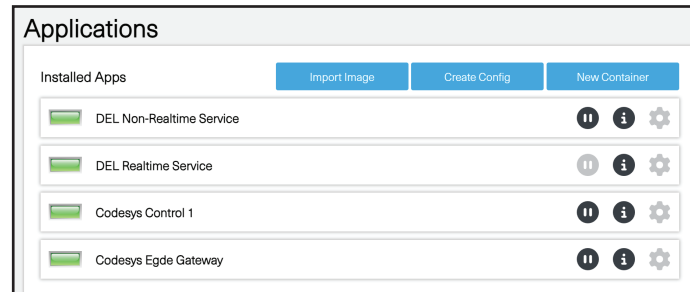 Applications
Installed Apps
Import Image
Create Config
New Container
DEL Non-Realtime Service
DEL Realtime Service
Codesys Control 1
Codesys Egde Gateway